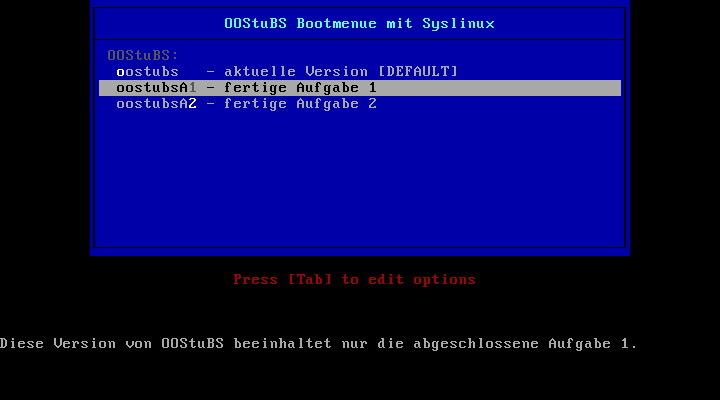 OOStuBS Bootmenue mit Syslinux
OOStuBS:
oostubs - aktuelle Version [DEFAULT]
oostubsA1 - fertige Aufgabe 1
oostubsA2 - fertige Aufgabe 2
Press [Tab] to edit options
Diese Version von OOStuBS beeinhaltet nur die abgeschlossene Aufgabe 1.